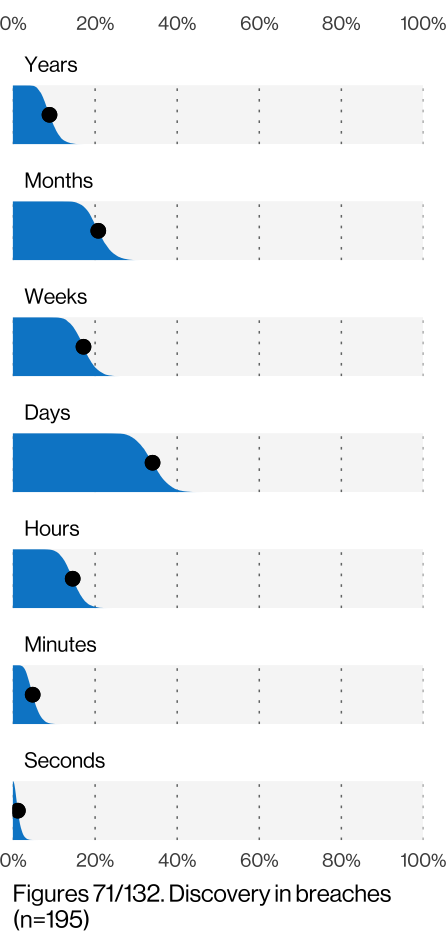 0% 20% 40% 60% 80% 100%
Years
Months
Weeks
Days
Hours
Minutes
Seconds
0% 20% 40% 60% 80% 100%
Figures 71/132. Discovery in breaches
(n=195)